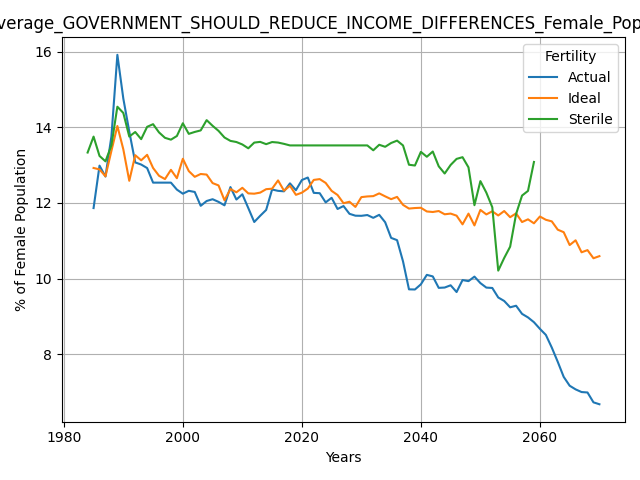 verage_GOVERNMENT_SHOULD_REDUCE_INCOME_DIFFERENCES_Female_Pop
16
14
12
10
8
% of Female Population
Fertility
Actual
Ideal
Sterile
1980
2000
2020
2040
2060
Years